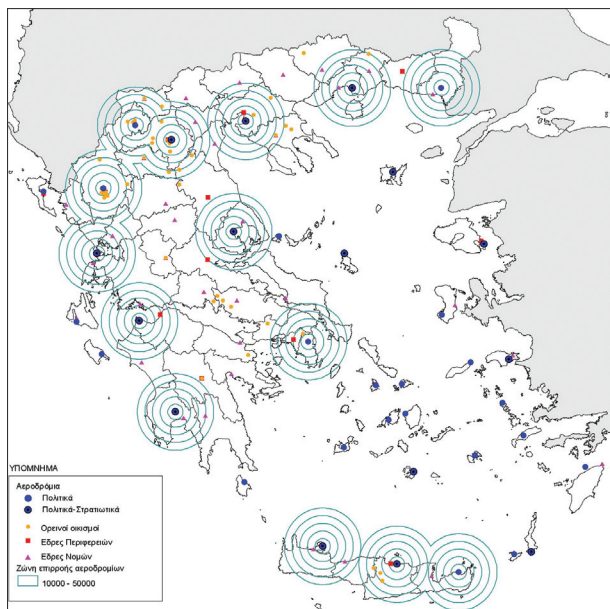 ΥΠΟΜΝΗΜΑ
Αεροδρόμια
Πολιτικά
Πολιτικά-Στρατιωτικά
Ορεινοί οικισμοί
Εδρες Περιφερειών
Εδρες Νομών
Ζώνη επιρροής αεροδρομίων
10000 - 50000